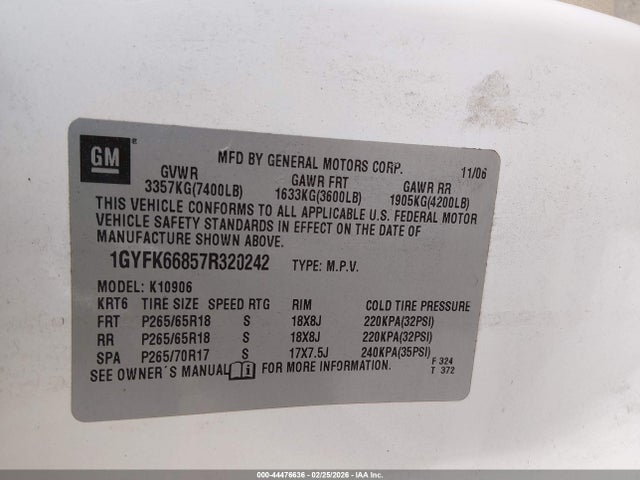 GM ®
MFD BY GENERAL MOTORS CORP. 11/06
GVWR GAWR FRT GAWR RR
3357KG(7400LB) 1633KG(3600LB) 1905KG(4200LB)
THIS VEHICLE CONFORMS TO ALL APPLICABLE U.S. FEDERAL MOTOR
VEHICLE SAFETY STANDARDS IN EFFECT ON THE DATE OF
MANUFACTURE SHOWN ABOVE.
1GYFK66857R320242 TYPE: M.P.V.
MODEL: K10906
KRT6 TIRE SIZE SPEED RTG RIM COLD TIRE PRESSURE
FRT P265/65R18 S 18X8J 220KPA(32PSI)
RR P265/65R18 S 18X8J 220KPA(32PSI)
SPA P265/70R17 S 17X7.5J 240KPA(35PSI)
SEE OWNER'S MANUAL FOR MORE INFORMATION.
F 324
T 372
000-44476636 - 02/25/2026 - IAA Inc.